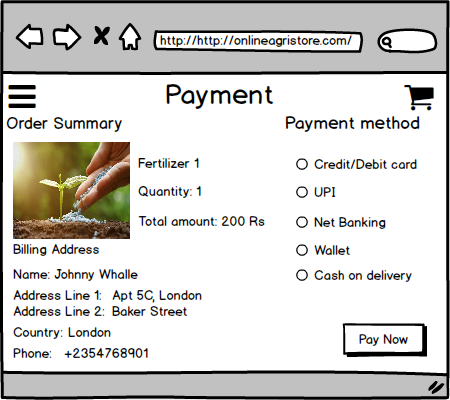 http://http://onlineagristore.com/
Payment
Order Summary
Fertilizer 1
Quantity: 1
Total amount: 200 Rs
Billing Address
Name: Johnny Whalle
Address Line 1: Apt 5C, London
Address Line 2: Baker Street
Country: London
Phone: +2354768901
Payment method
Credit/Debit card
UPI
Net Banking
Wallet
Cash on delivery
Pay Now